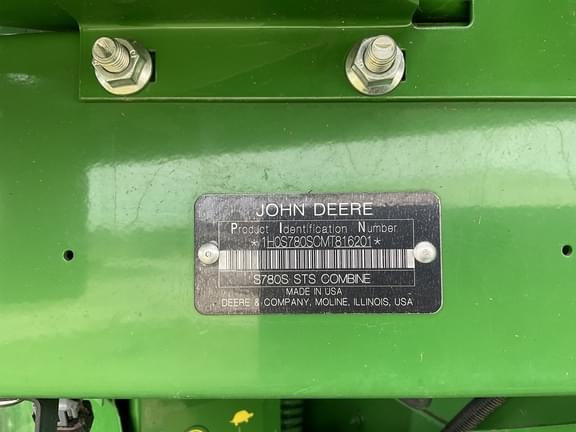 JOHN DEERE
Product Identification Number
*1H0S780SCMT816201*
S780S STS COMBINE
MADE IN USA
DEERE & COMPANY, MOLINE, ILLINOIS, USA